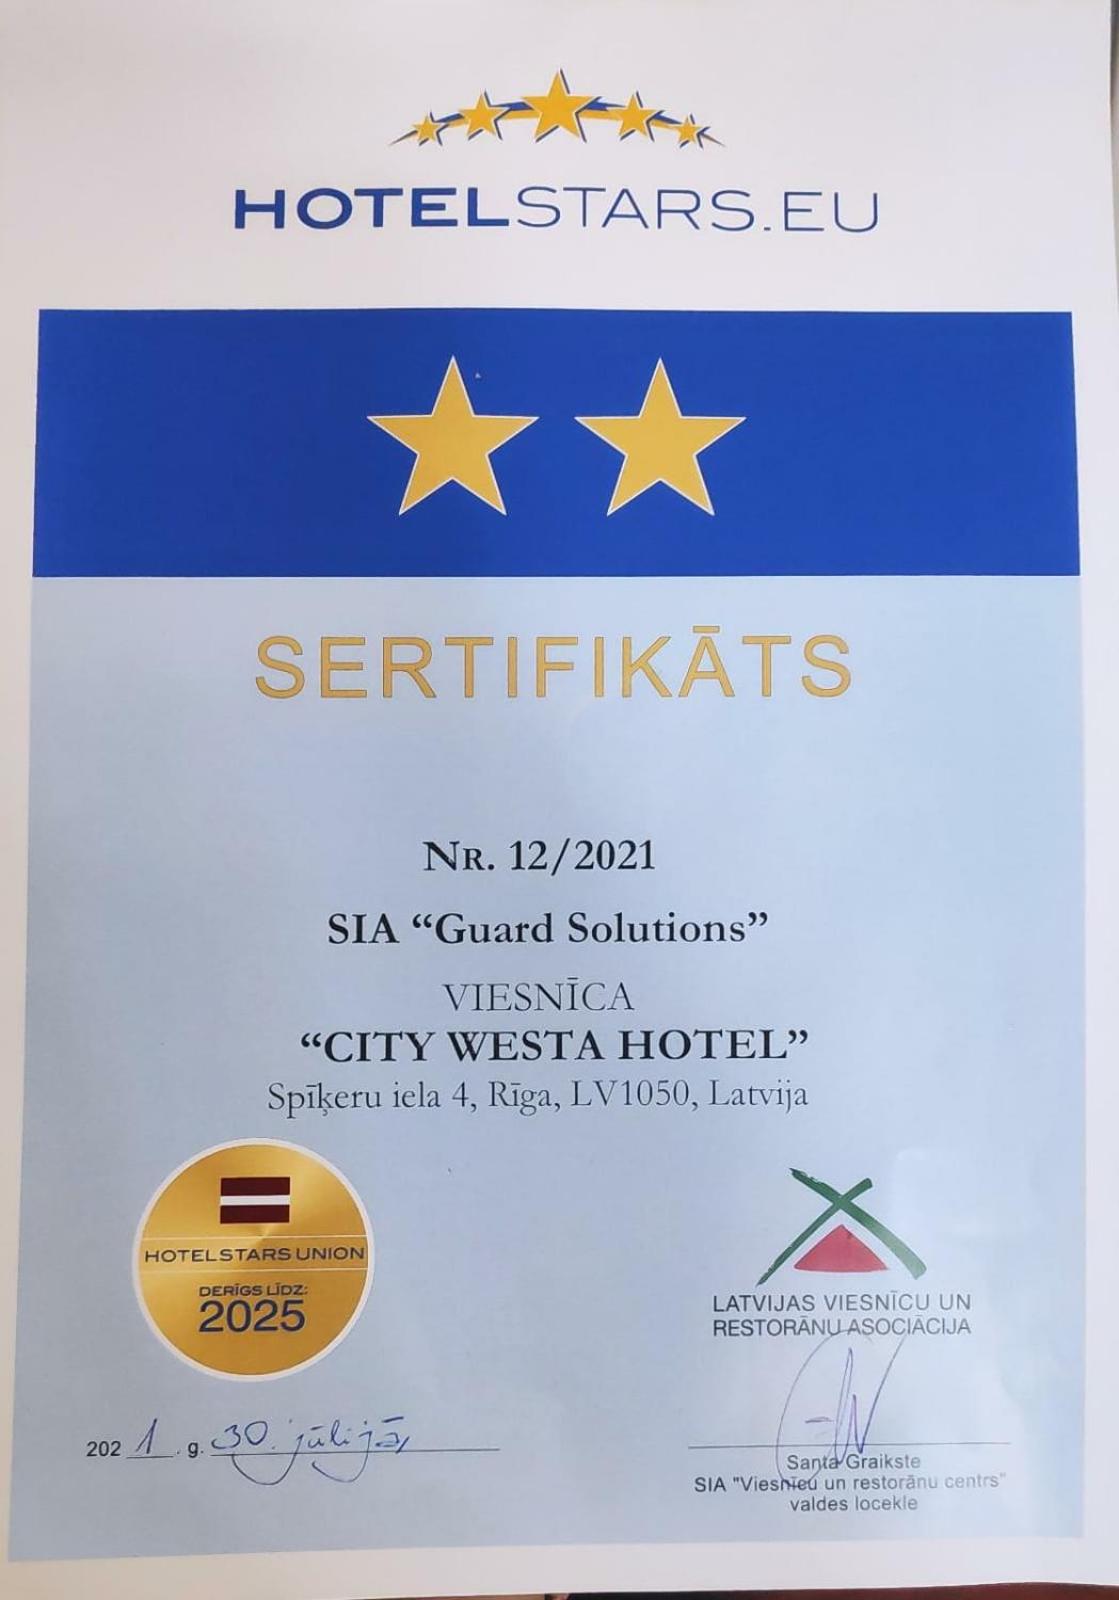 HOTELSTARS.EU
SERTIFIKĀTS
NR. 12/2021
SIA “Guard Solutions”
VIESNĪCA
“CITY WESTA HOTEL”
Spīķeru iela 4, Rīga, LV1050, Latvija
HOTELSTARS UNION
DERĪGS LĪDZ:
2025
LATVIJAS VIESNĪCU UN
RESTORĀNU ASOCIĀCIJA
2021. g. 30. jūlijā,
Santa Graikste
SIA "Viesnīcu un restorānu centrs"
valdes locekle